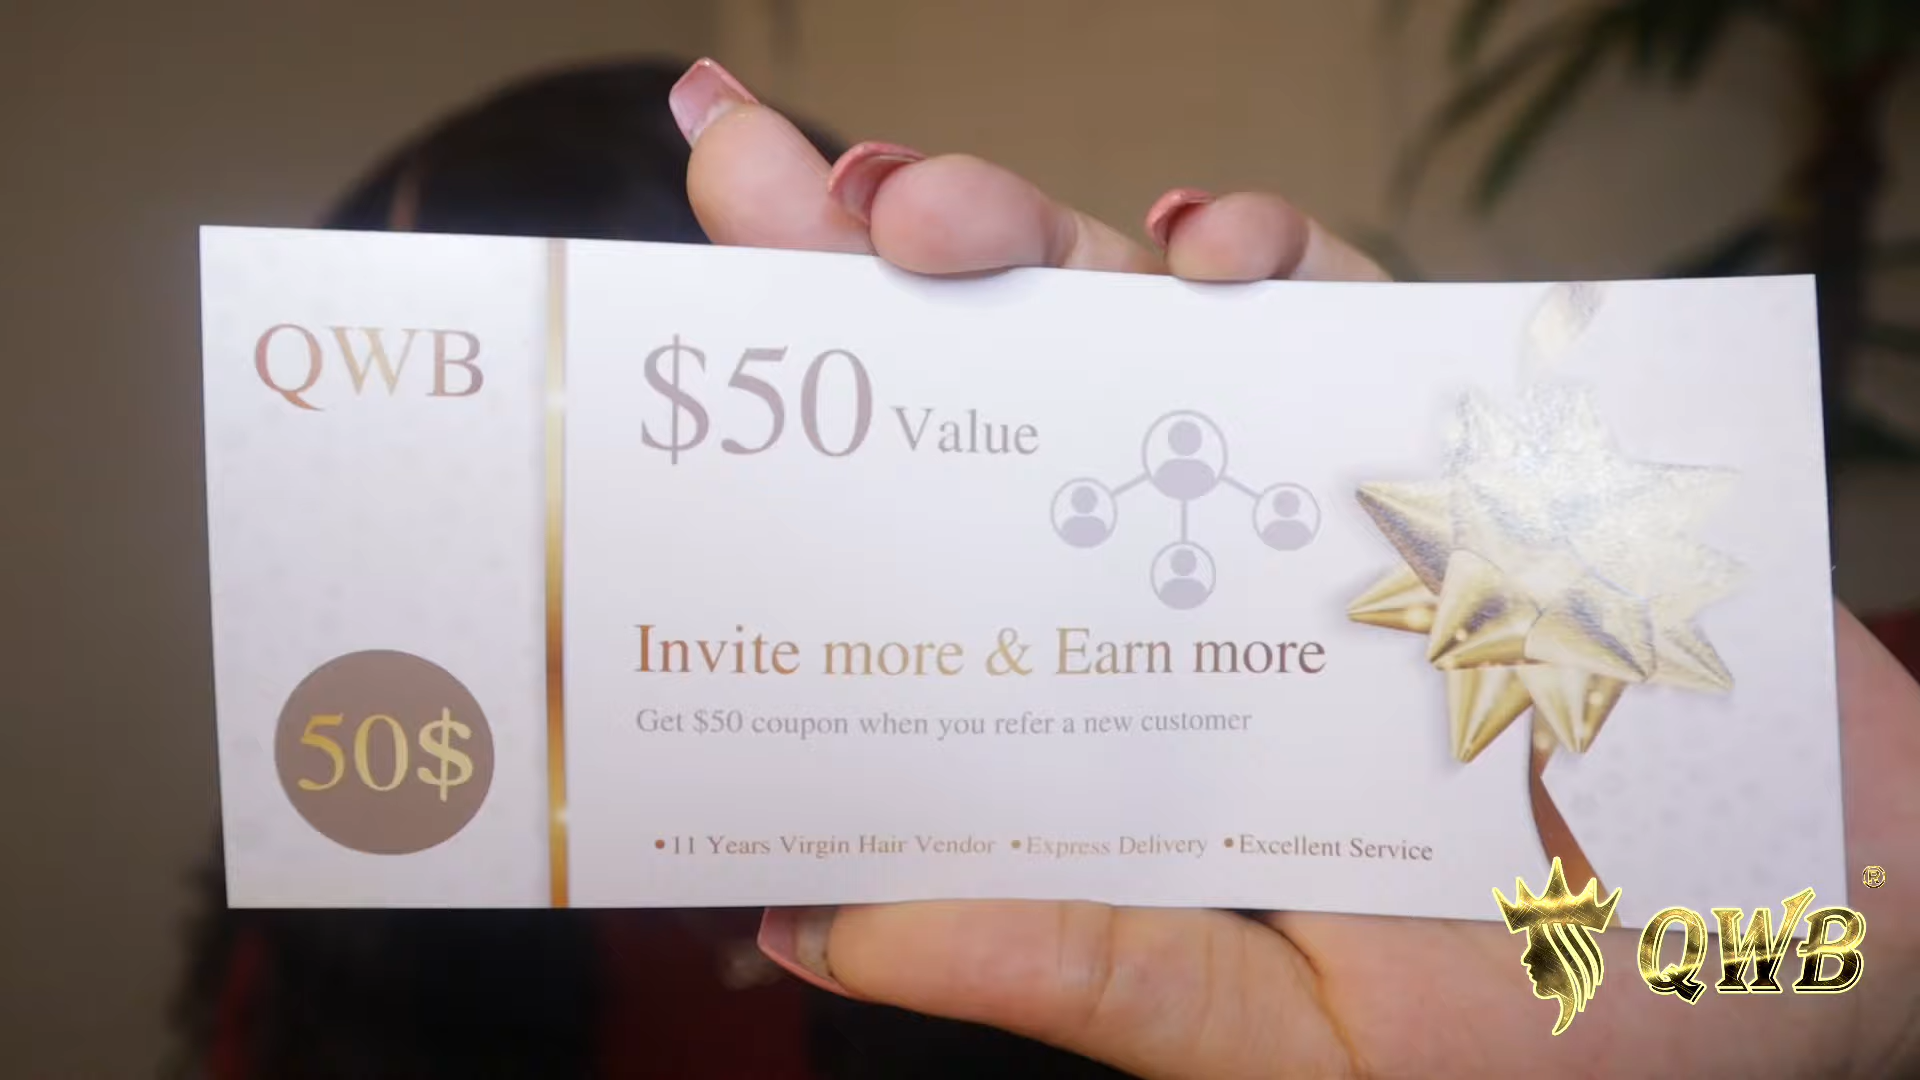 QWB
50$
$50 Value
Invite more & Earn more
Get $50 coupon when you refer a new customer
•11 Years Virgin Hair Vendor •Express Delivery •Excellent Service
QWB®